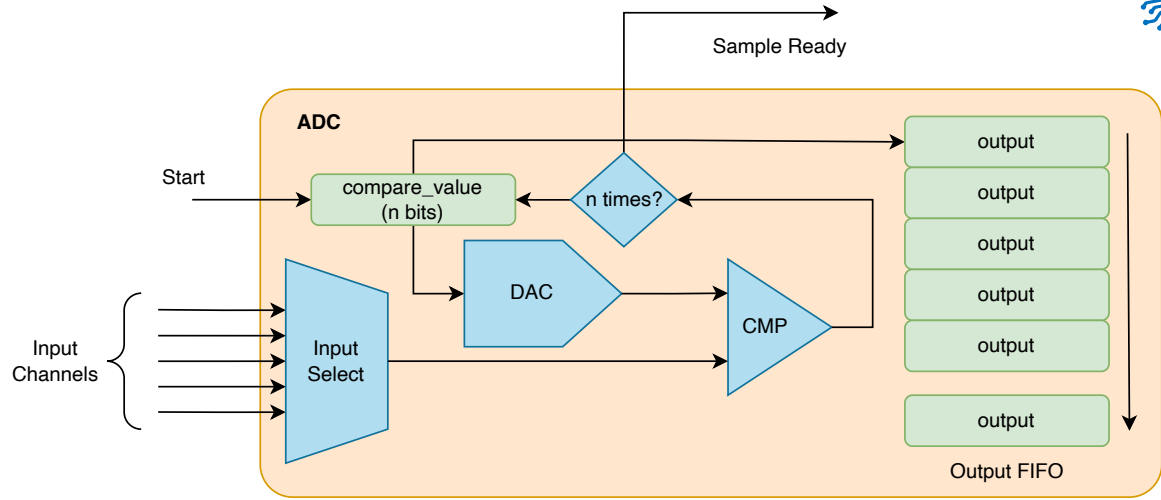 Sample Ready
ADC
Start
compare_value
(n bits)
n times?
DAC
CMP
Input
Channels
Input
Select
output
output
output
output
output
output
Output FIFO